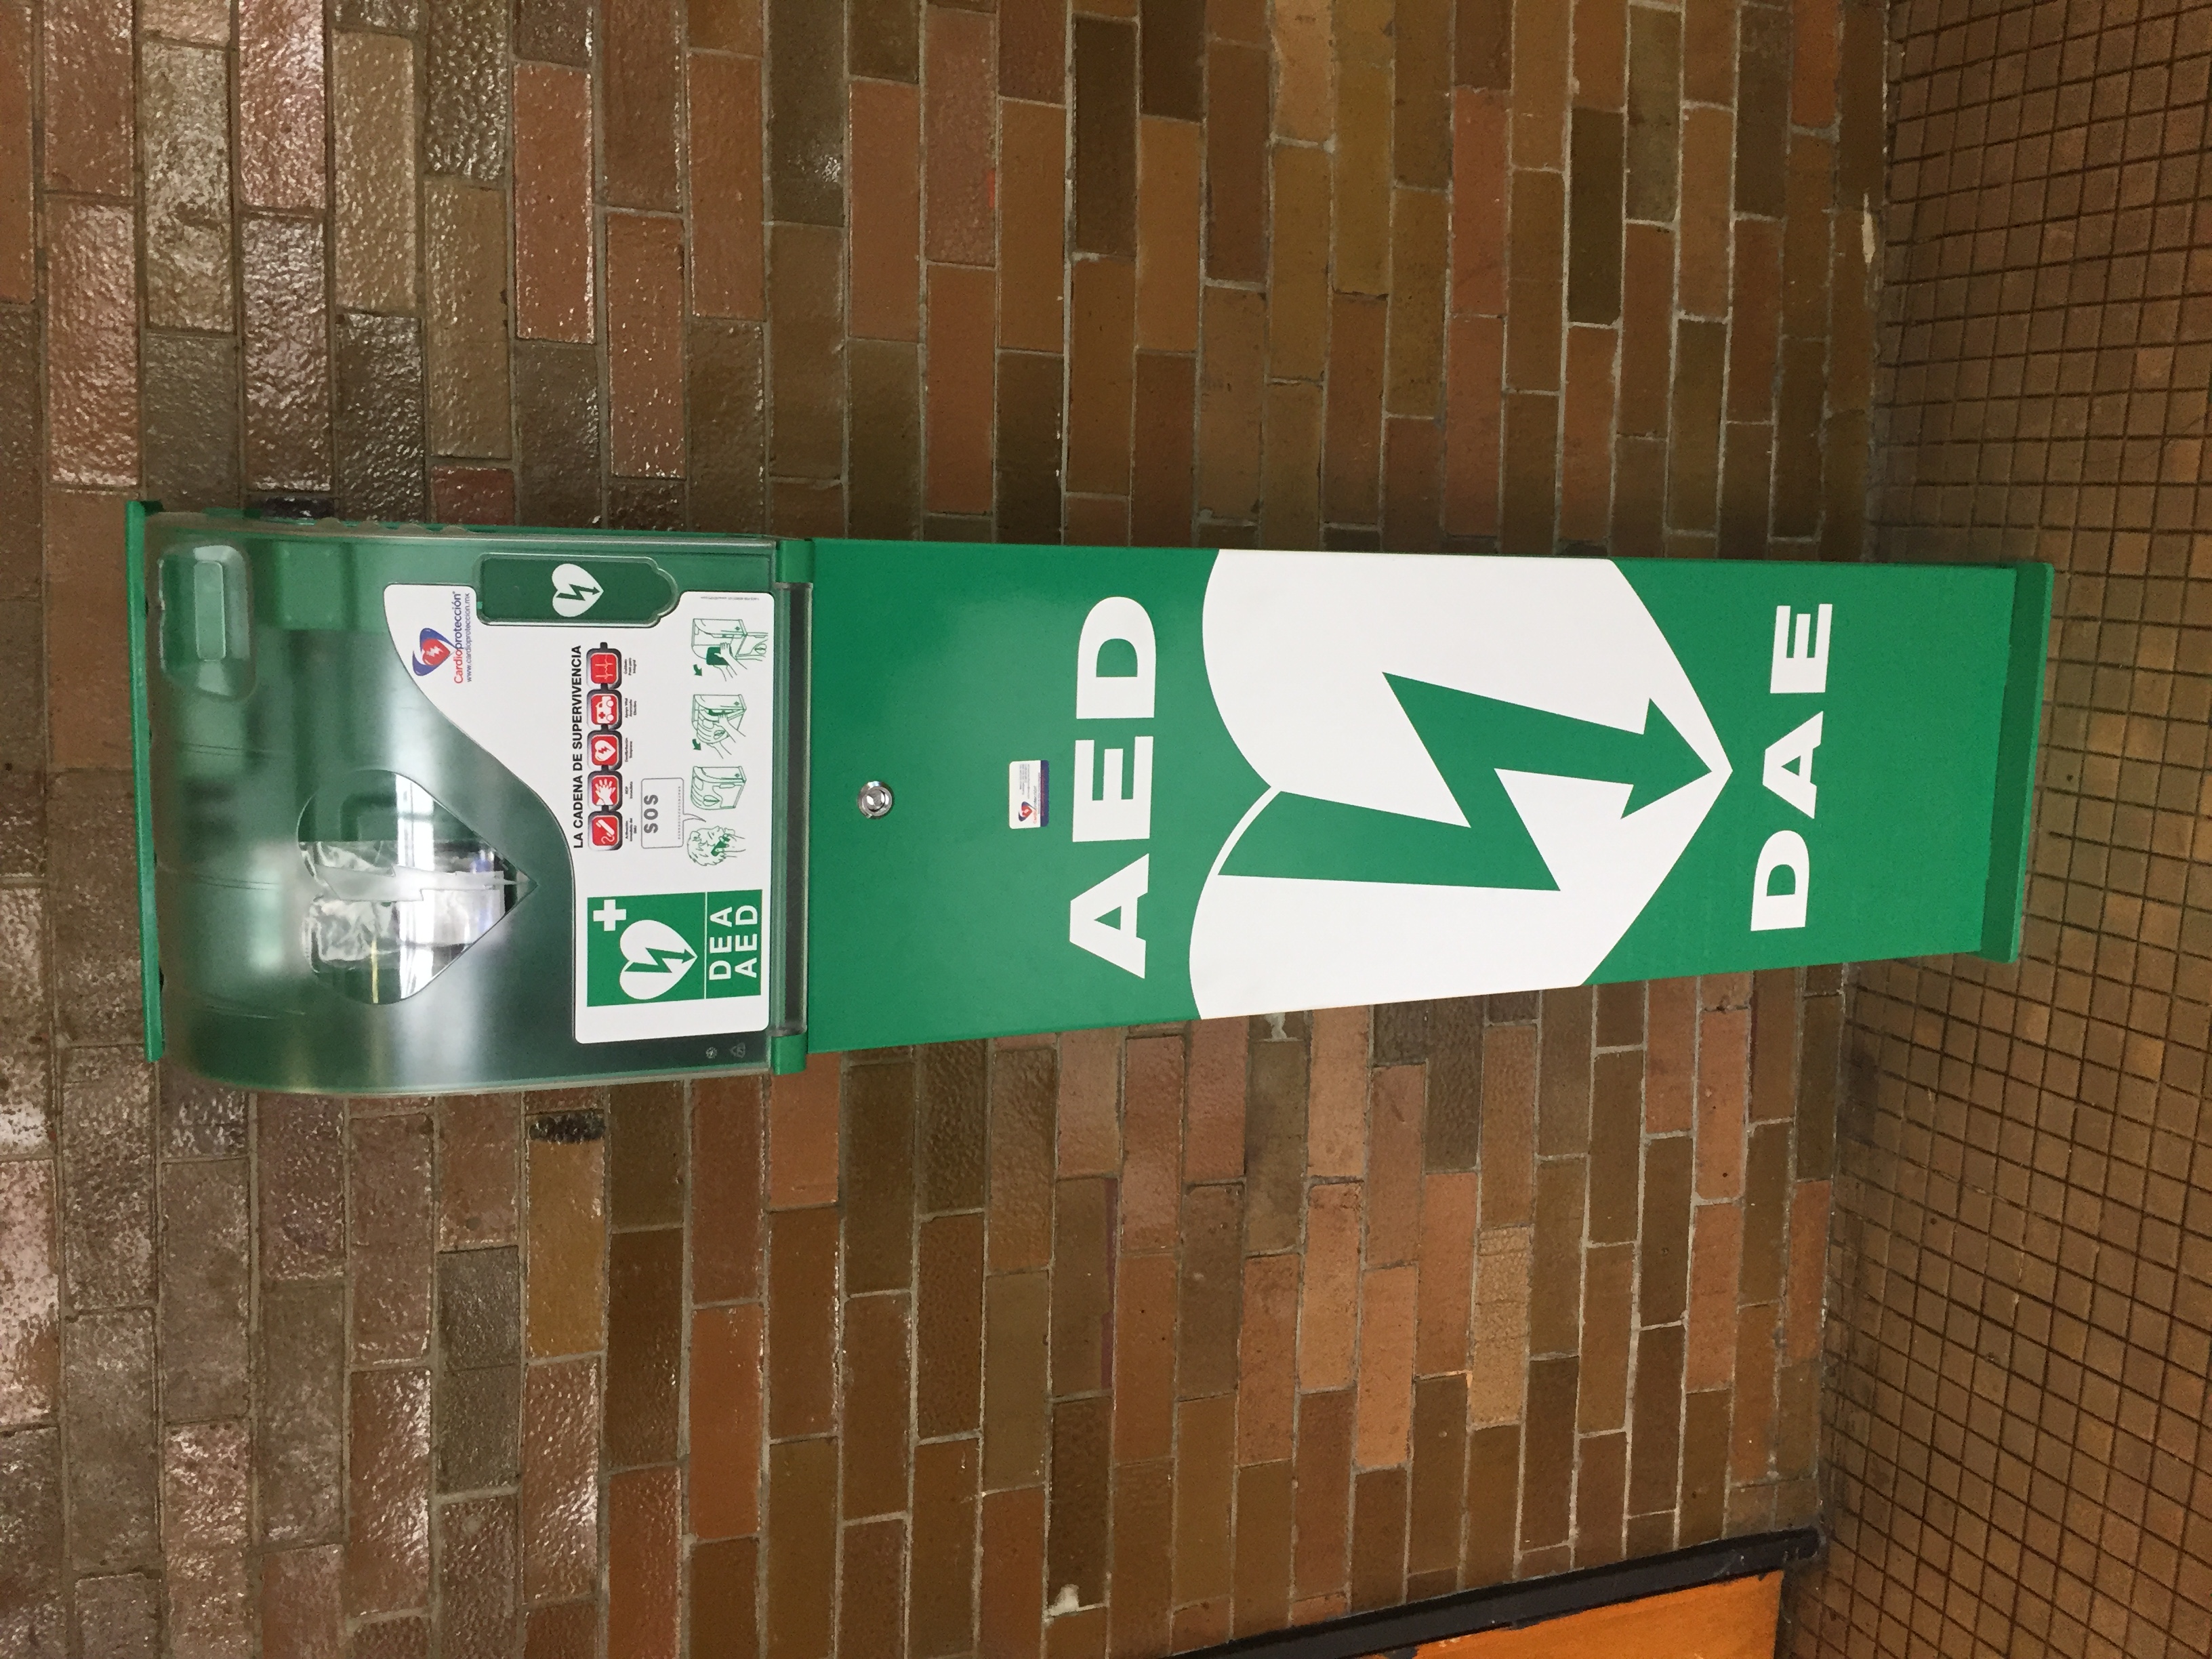 Cardioprotección
www.cardioproteccion.mx
LA CADENA DE SUPERVIVENCIA
SOS
DEA
AED
AED
DAE